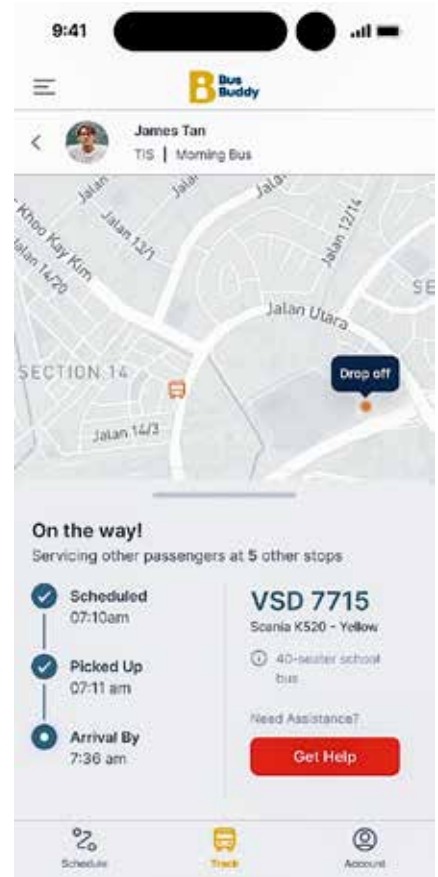 9:41
Bus
Buddy
James Tan
TIS | Morning Bus
Jalan
Jalan
Jala
Khoo Kay Kim
Jalan 13/1
Jalan 12/14
alan 14/20
SE
Jalan Utara
SECTION 14
Drop off
Jalan 14/3
On the way!
Servicing other passengers at 5 other stops
Scheduled
07:10am
Picked Up
07:11 am
Arrival By
7:36 am
VSD 7715
Scania K520 - Yellow
40-seater school
bus
Need Assistance?
Get Help
Schedule
Track
Account